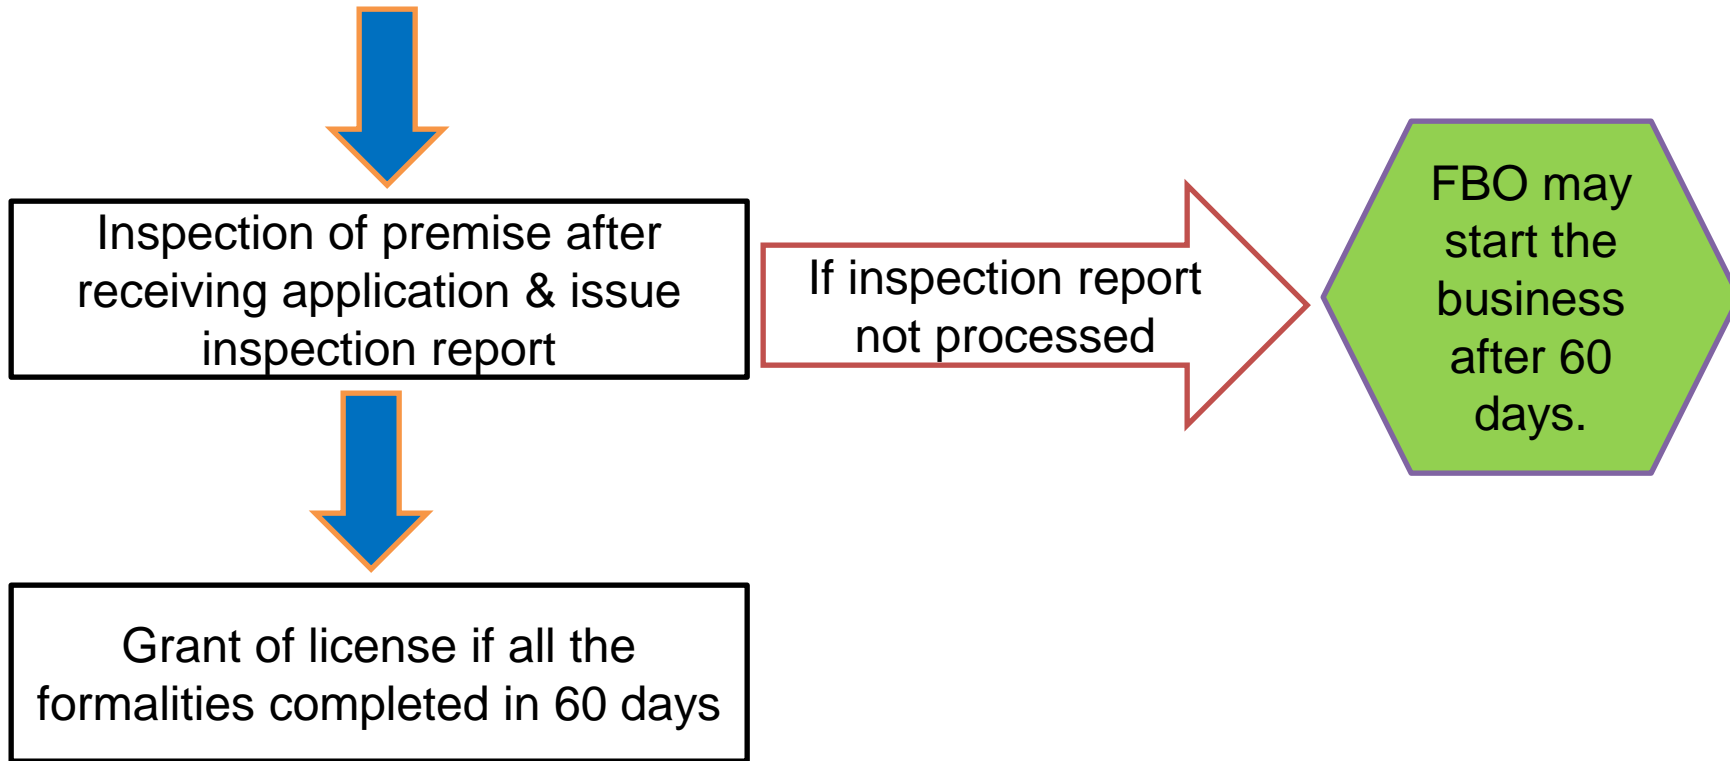 Inspection of premise after
receiving application & issue
inspection report
If inspection report
not processed
FBO may
start the
business
after 60
days.
Grant of license if all the
formalities completed in 60 days